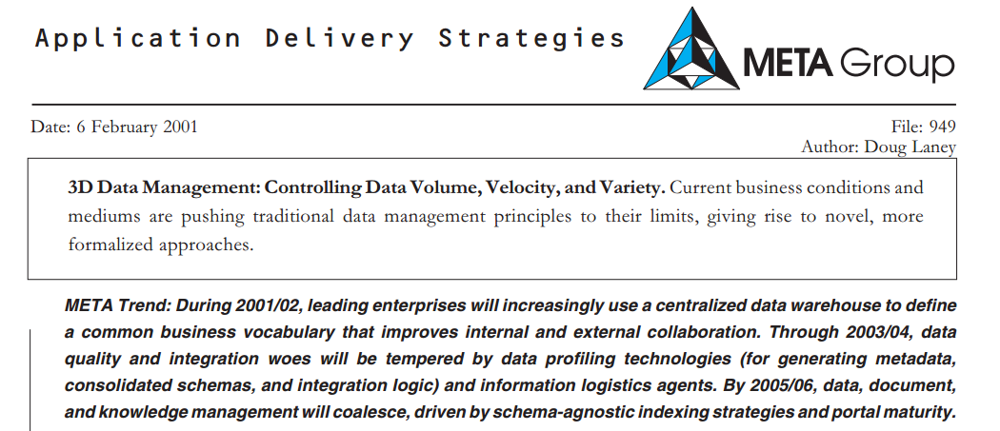 Application Delivery Strategies
META Group
Date: 6 February 2001
File: 949
Author: Doug Laney
3D Data Management: Controlling Data Volume, Velocity, and Variety. Current business conditions and
mediums are pushing traditional data management principles to their limits, giving rise to novel, more
formalized approaches.
META Trend: During 2001/02, leading enterprises will increasingly use a centralized data warehouse to define
a common business vocabulary that improves internal and external collaboration. Through 2003/04, data
quality and integration woes will be tempered by data profiling technologies (for generating metadata,
consolidated schemas, and integration logic) and information logistics agents. By 2005/06, data, document,
and knowledge management will coalesce, driven by schema-agnostic indexing strategies and portal maturity.